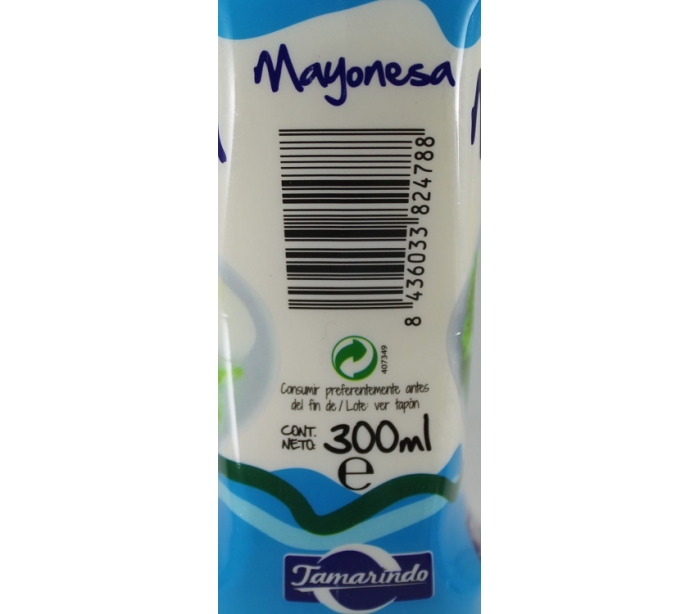 Mayonesa
8 436033 824788
407349
Consumir preferentemente antes
del fin de / Lote: ver tapón
CONT.
NETO: 300ml
e
Tamarindo